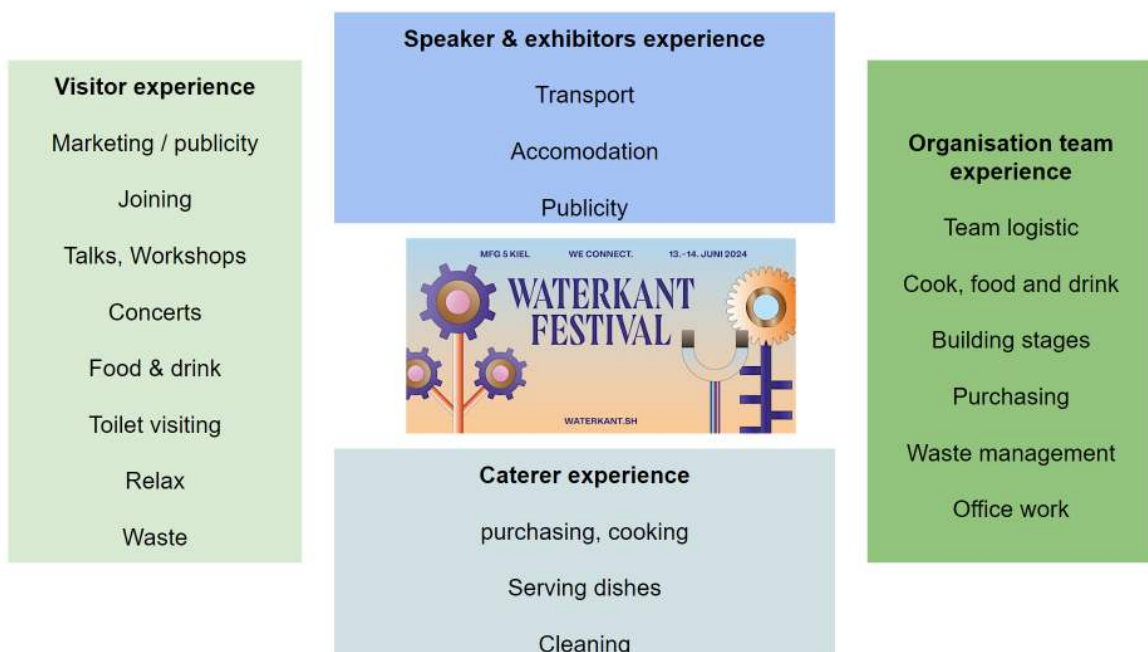 Speaker & exhibitors experience
Transport
Accomodation
Publicity
Visitor experience
Marketing / publicity
Joining
Talks, Workshops
Concerts
Food & drink
Toilet visiting
Relax
Waste
MFG 5 KIEL WE CONNECT. 13.–14. JUNI 2024
WATERKANT
FESTIVAL
WATERKANT.SH
Organisation team
experience
Team logistic
Cook, food and drink
Building stages
Purchasing
Waste management
Office work
Caterer experience
purchasing, cooking
Serving dishes
Cleaning